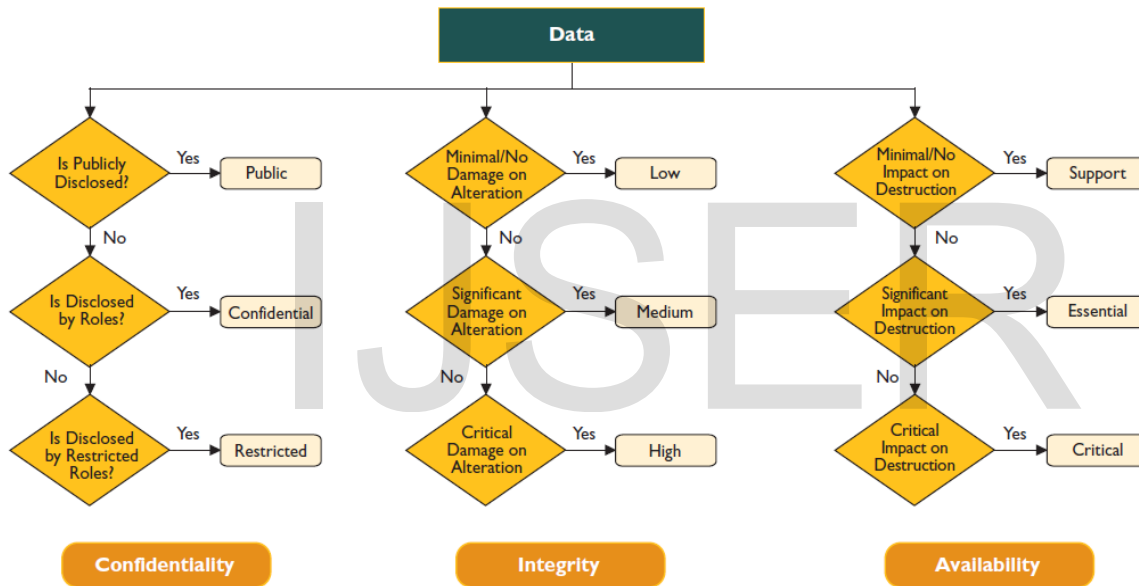 Data
Is Publicly
Disclosed?
Yes
Public
No
Is Disclosed
by Roles?
Yes
Confidential
No
Is Disclosed
by Restricted
Roles?
Yes
Restricted
Confidentiality
Minimal/No
Damage on
Alteration
Yes
Low
No
Significant
Damage on
Alteration
Yes
Medium
No
Critical
Damage on
Alteration
Yes
High
Integrity
Minimal/No
Impact on
Destruction
Yes
Support
No
Significant
Impact on
Destruction
Yes
Essential
No
Critical
Impact on
Destruction
Yes
Critical
Availability
IJSER